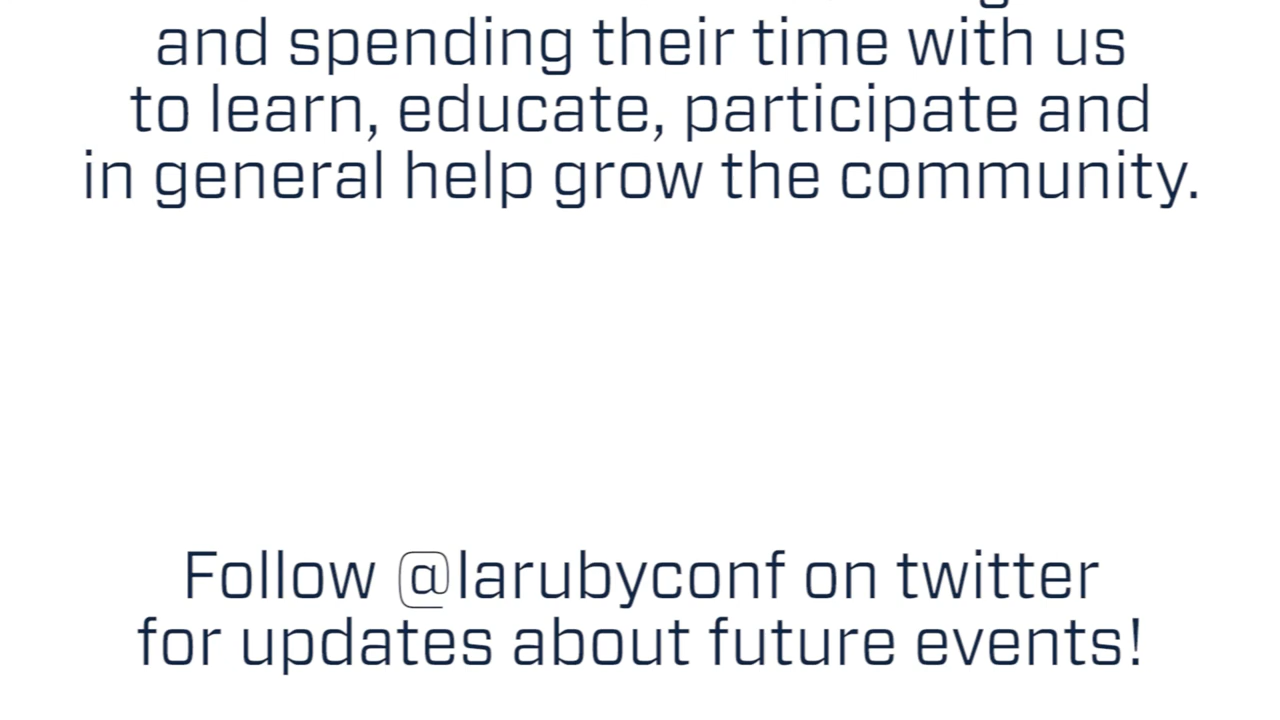 and spending their time with us
to learn, educate, participate and
in general help grow the community.
Follow @larubyconf on twitter
for updates about future events!